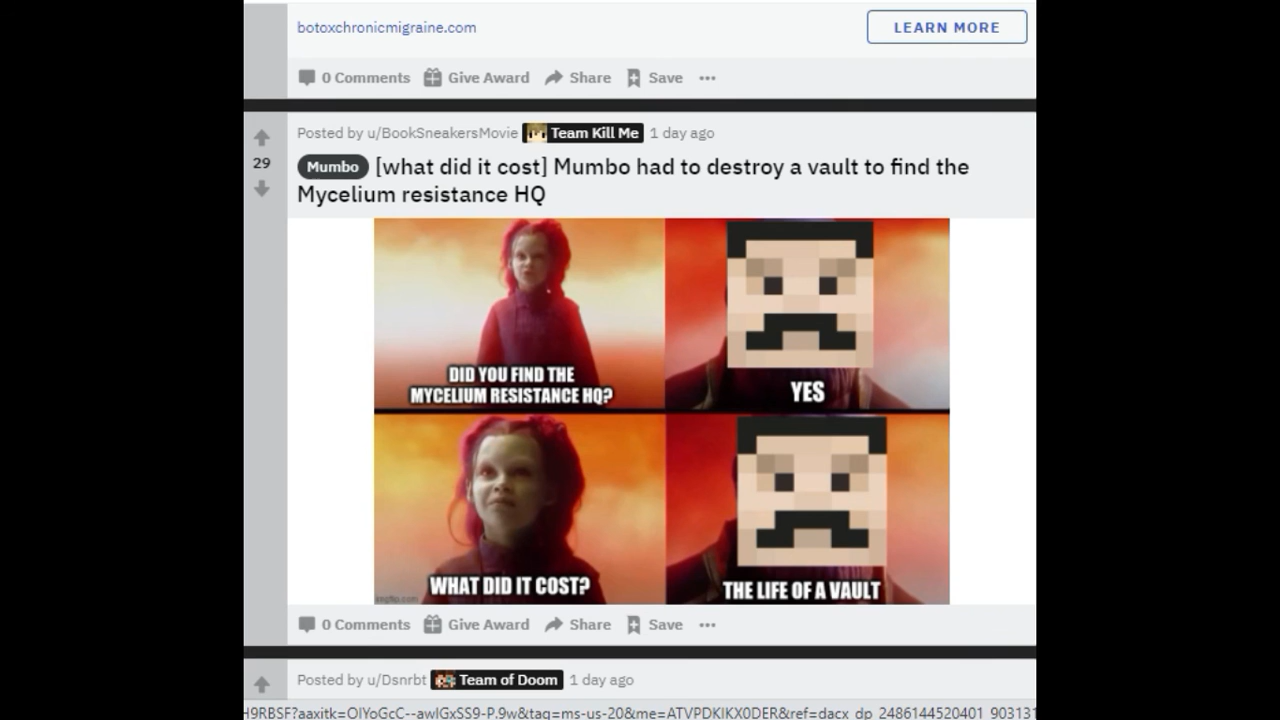 botoxchronicmigraine.com
LEARN MORE
0 Comments Give Award Share Save
Posted by u/BookSneakersMovie Team Kill Me 1 day ago
29
Mumbo [what did it cost] Mumbo had to destroy a vault to find the
Mycelium resistance HQ
DID YOU FIND THE
MYCELIUM RESISTANCE HQ?
YES
WHAT DID IT COST?
THE LIFE OF A VAULT
imgflip.com
0 Comments Give Award Share Save
Posted by u/Dsnrbt Team of Doom 1 day ago